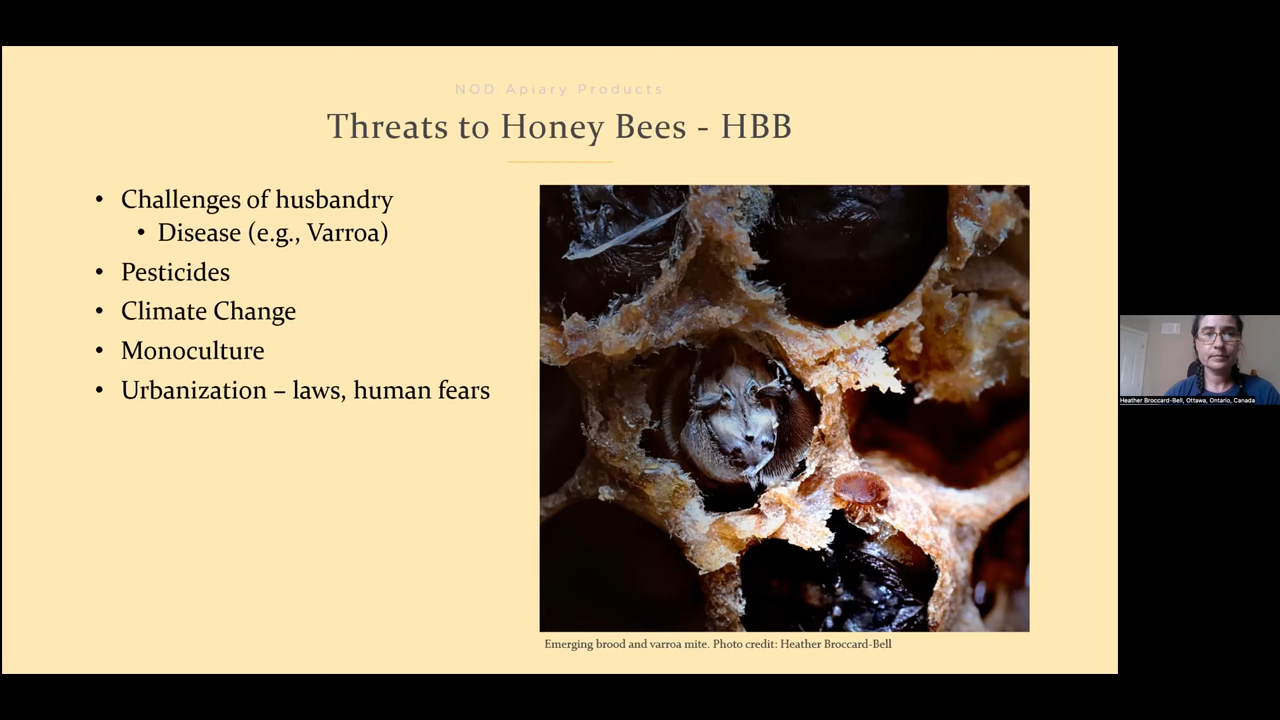 NOD Apiary Products
Threats to Honey Bees - HBB
• Challenges of husbandry
• Disease (e.g., Varroa)
• Pesticides
• Climate Change
• Monoculture
• Urbanization – laws, human fears
Emerging brood and varroa mite. Photo credit: Heather Broccard-Bell
Heather Broccard-Bell, Ottawa, Ontario, Canada